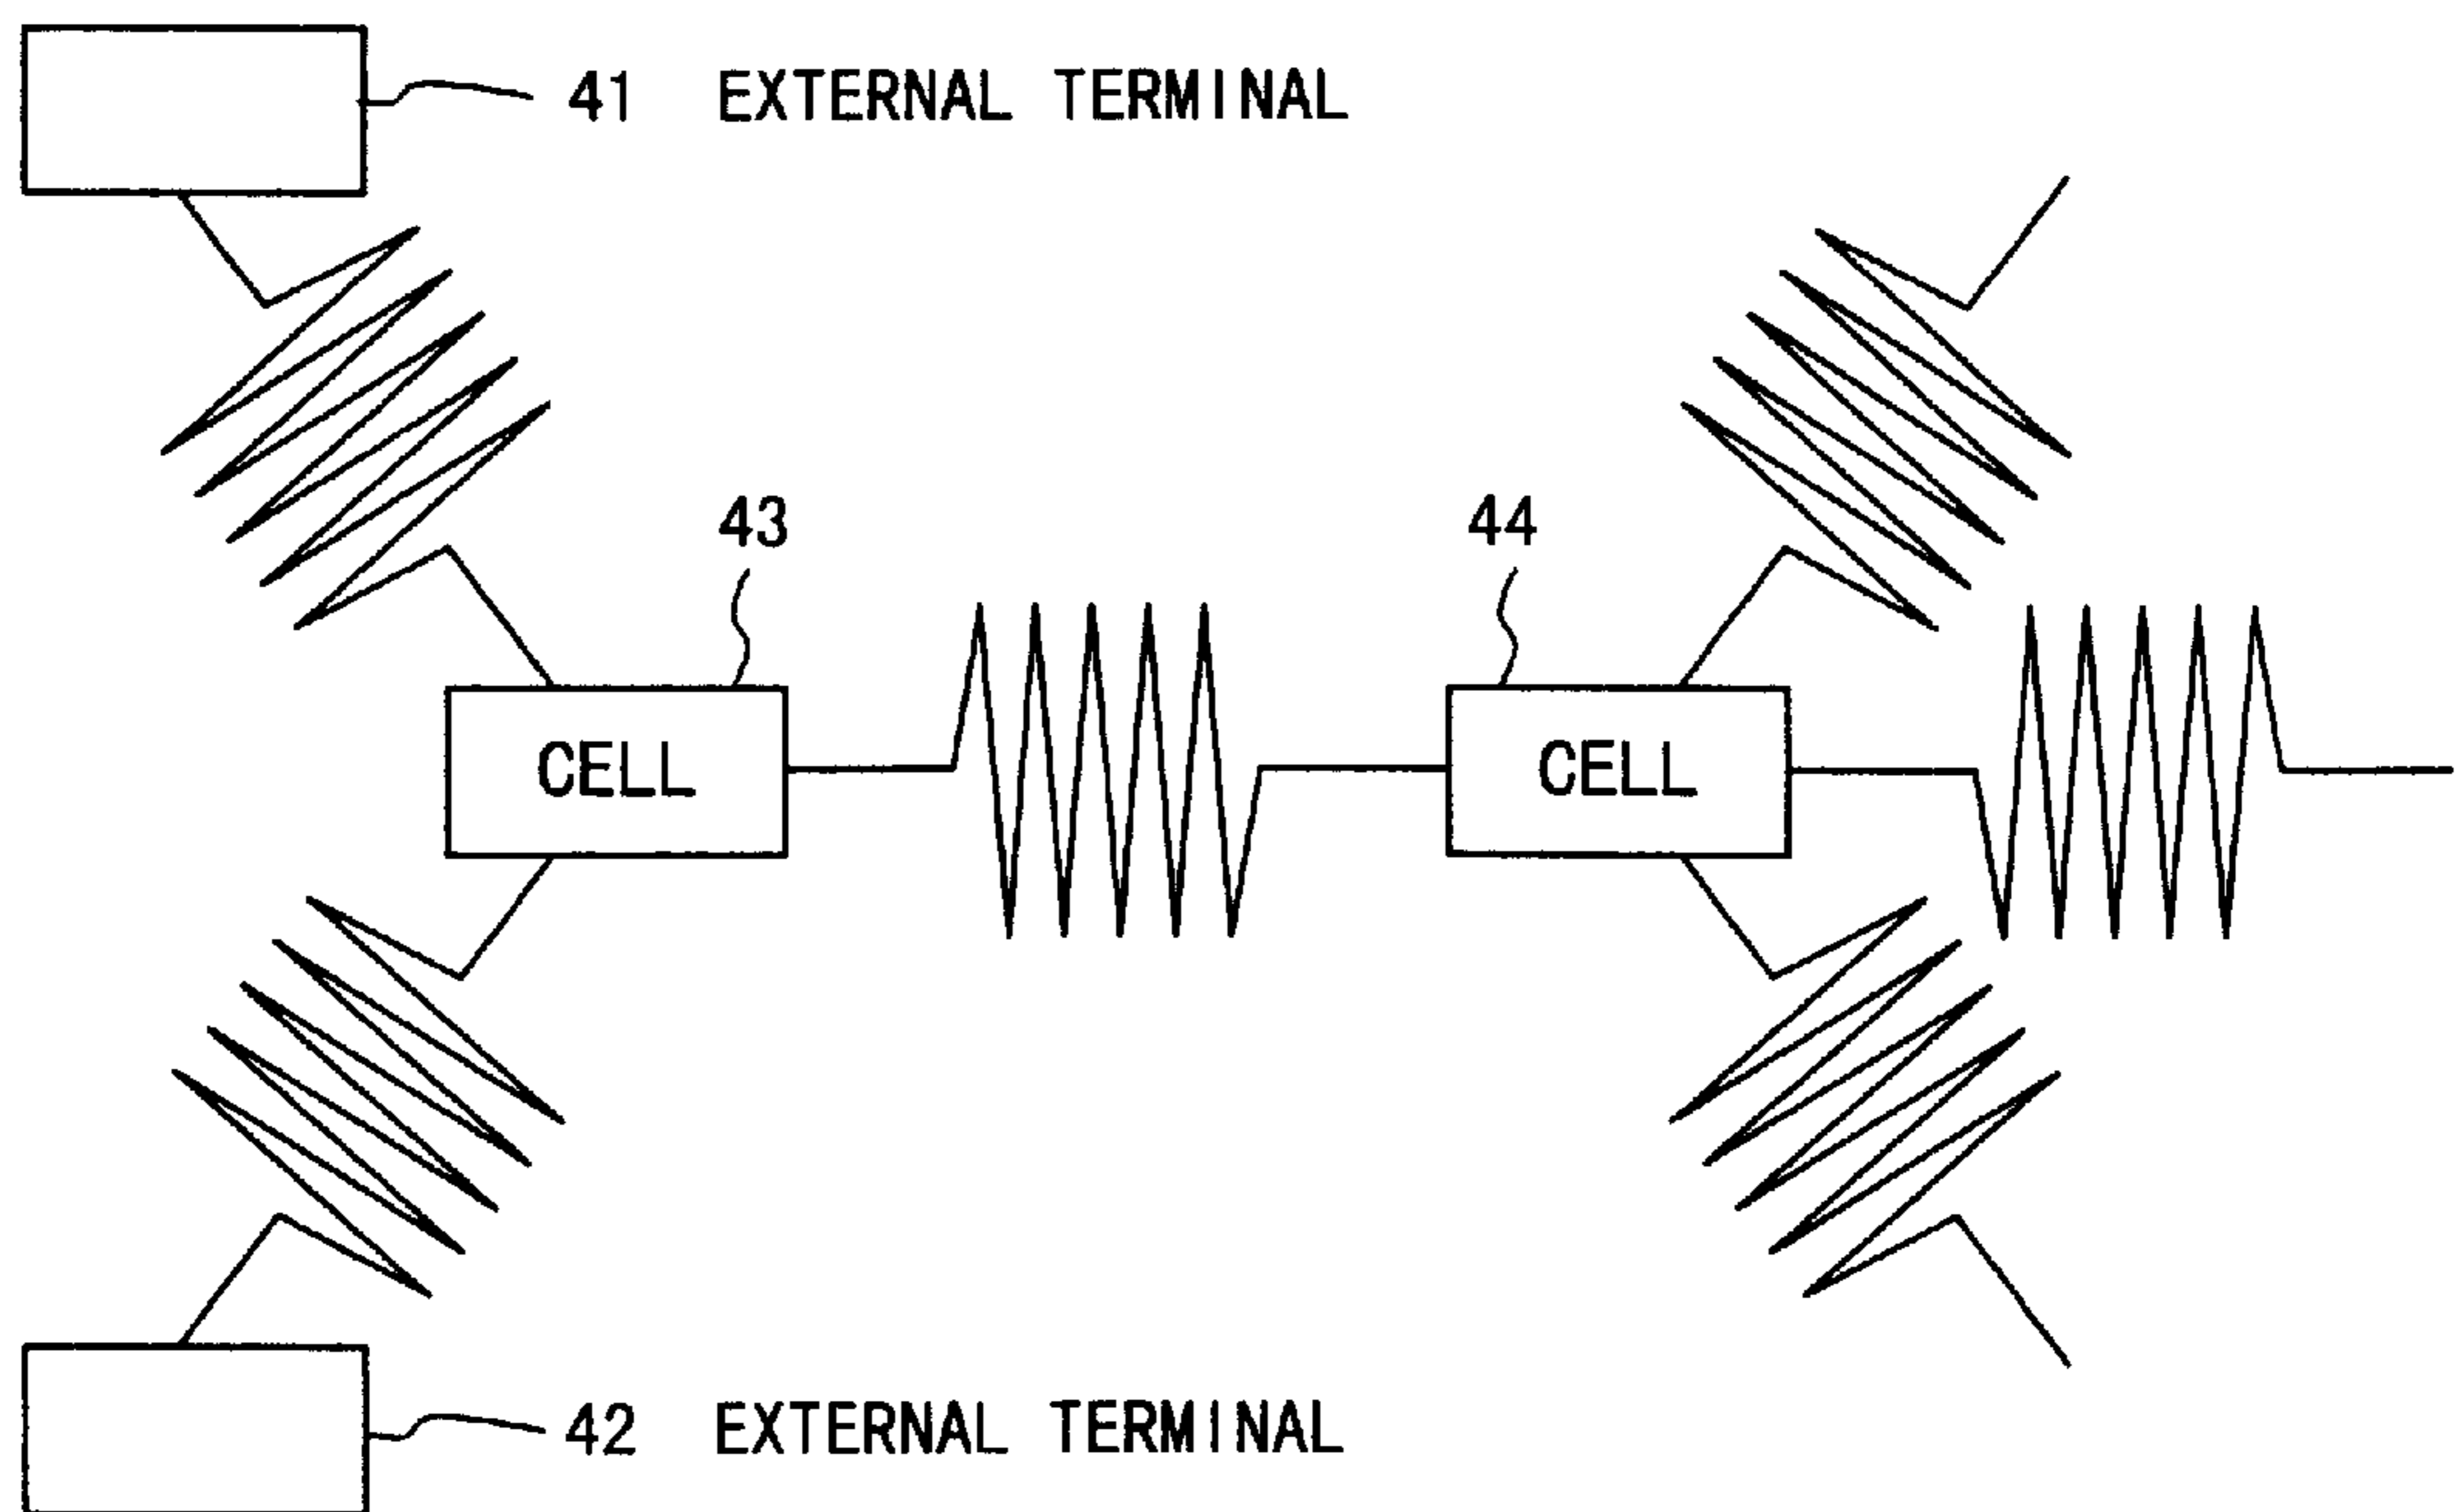 41 EXTERNAL TERMINAL
43
44
CELL
CELL
42 EXTERNAL TERMINAL